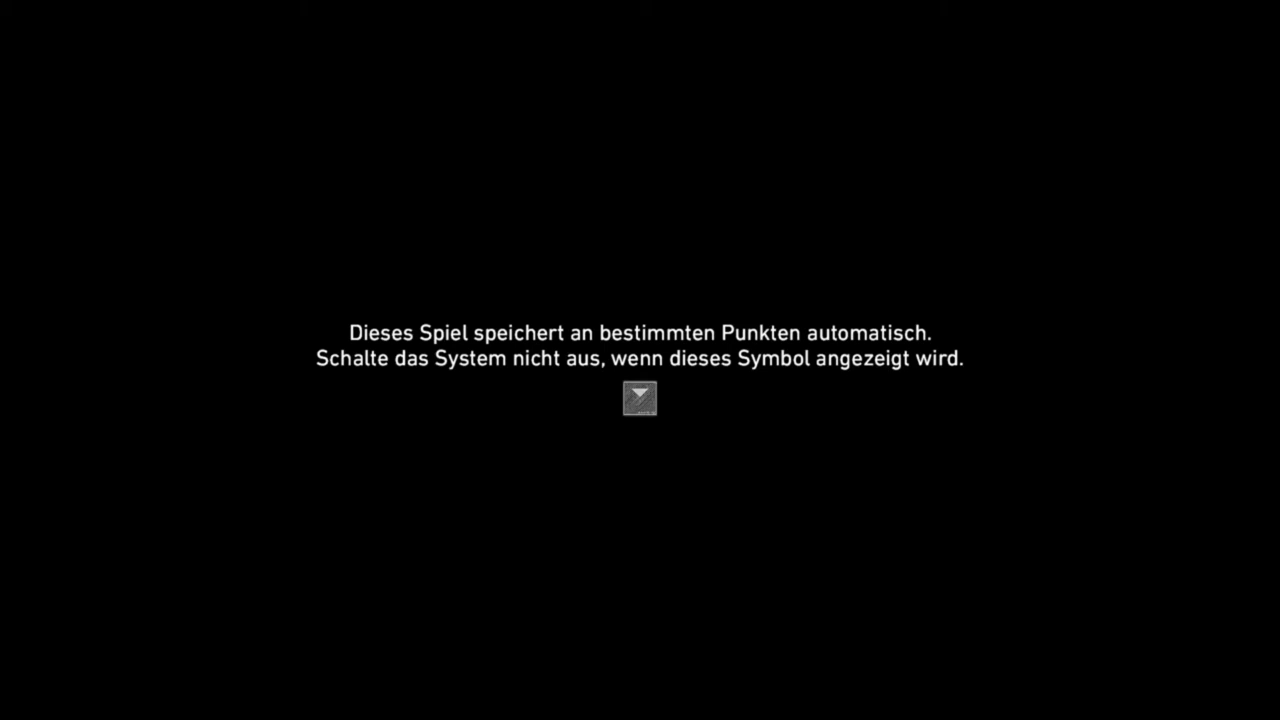 Dieses Spiel speichert an bestimmten Punkten automatisch.
Schalte das System nicht aus, wenn dieses Symbol angezeigt wird.